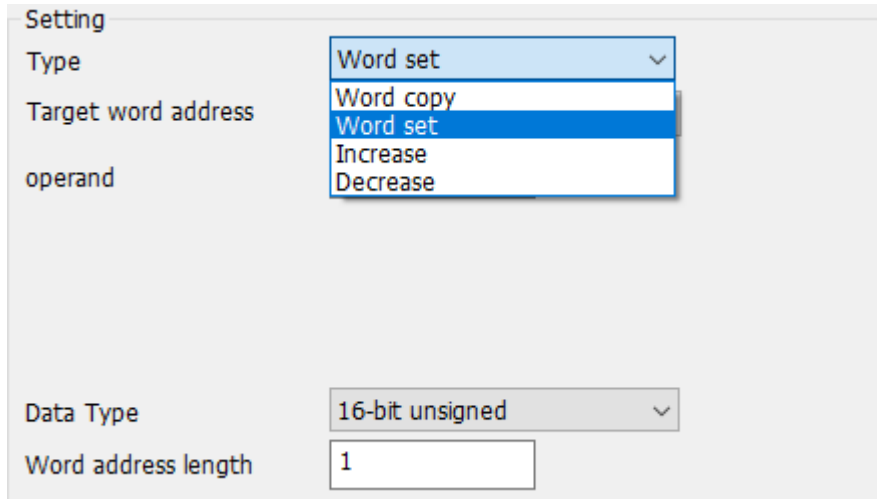 Setting
Type Word set
Word copy
Target word address
Word set
Increase
operand
Decrease
Data Type 16-bit unsigned
Word address length 1